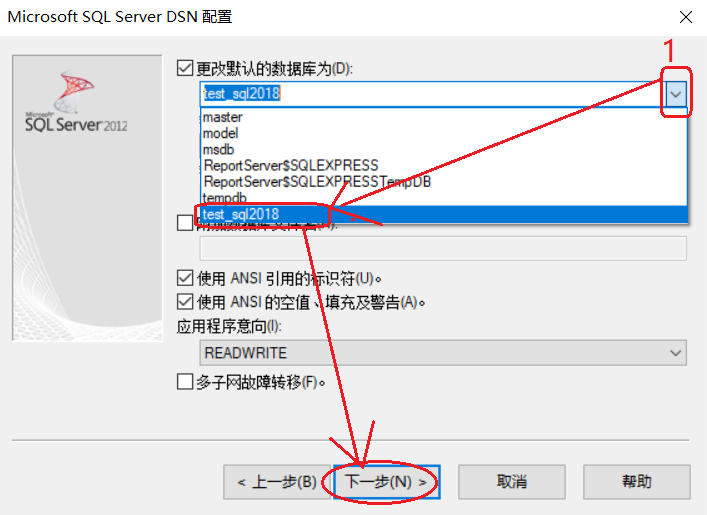 Microsoft SQL Server DSN 配置
1
Microsoft
SQL Server 2012
更改默认的数据库为(D):
test_sql2018
master
model
msdb
ReportServer$SQLEXPRESS
ReportServer$SQLEXPRESSTempDB
tempdb
test_sql2018
使用 ANSI 引用的标识符(U)。
使用 ANSI 的空值、填充及警告(A)。
应用程序意向(I):
READWRITE
多子网故障转移(F)。
< 上一步(B)
下一步(N) >
取消
帮助